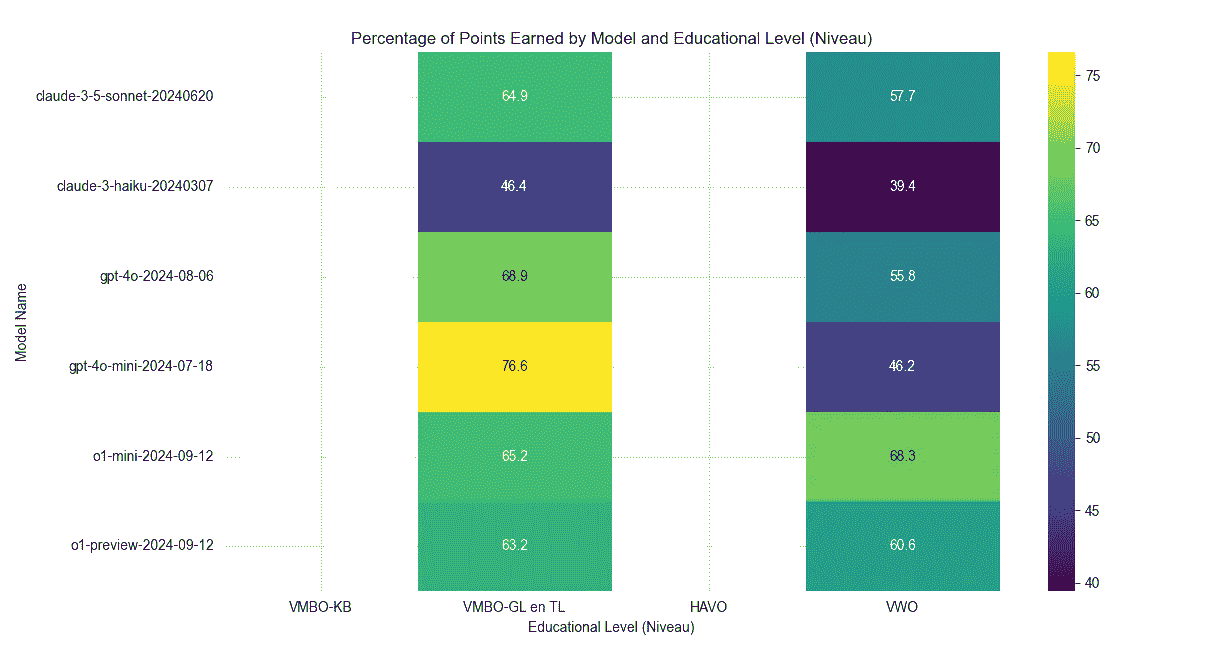 Percentage of Points Earned by Model and Educational Level (Niveau)
claude-3-5-sonnet-20240620 64.9 57.7
claude-3-haiku-20240307 46.4 39.4
gpt-4o-2024-08-06 68.9 55.8
gpt-4o-mini-2024-07-18 76.6 46.2
o1-mini-2024-09-12 65.2 68.3
o1-preview-2024-09-12 63.2 60.6
Model Name
VMBO-KB VMBO-GL en TL HAVO VWO
Educational Level (Niveau)
75
70
65
60
55
50
45
40